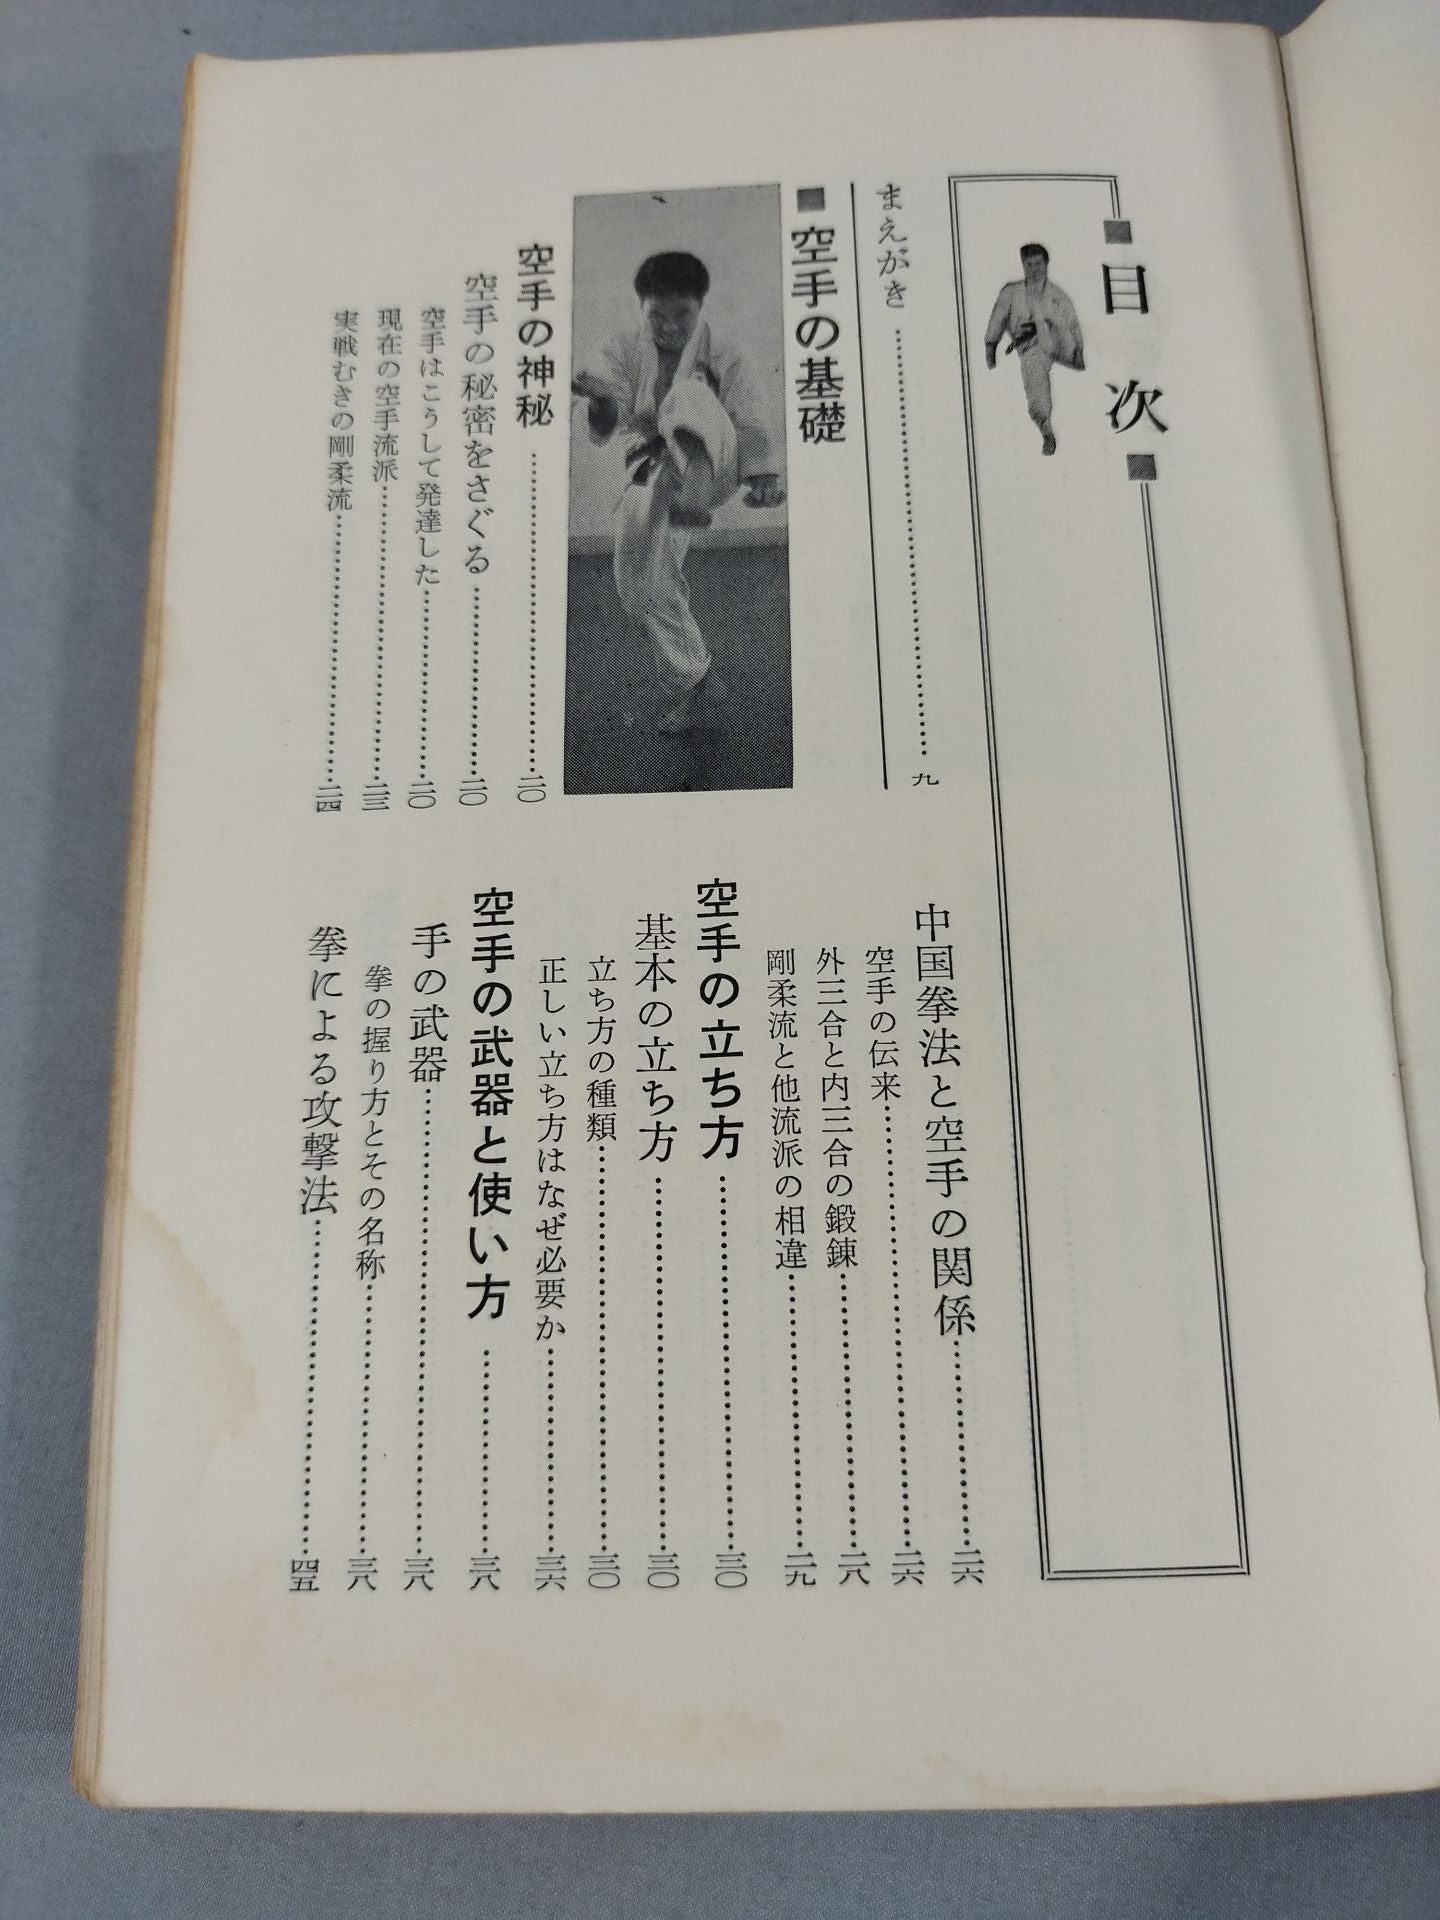 ■目次■
まえがき……九
■空手の基礎
空手の神秘……二〇
空手の秘密をさぐる……二〇
空手はこうして発達した……二〇
現在の空手流派……二三
実戦むきの剛柔流……二四
中国拳法と空手の関係……二六
空手の伝来……二六
外三合と内三合の鍛錬……二八
剛柔流と他流派の相違……二九
空手の立ち方……三〇
基本の立ち方……三〇
立ち方の種類……三〇
正しい立ち方はなぜ必要か……三六
空手の武器と使い方……三八
手の武器……三八
拳の握り方とその名称……三八
拳による攻撃法……四五